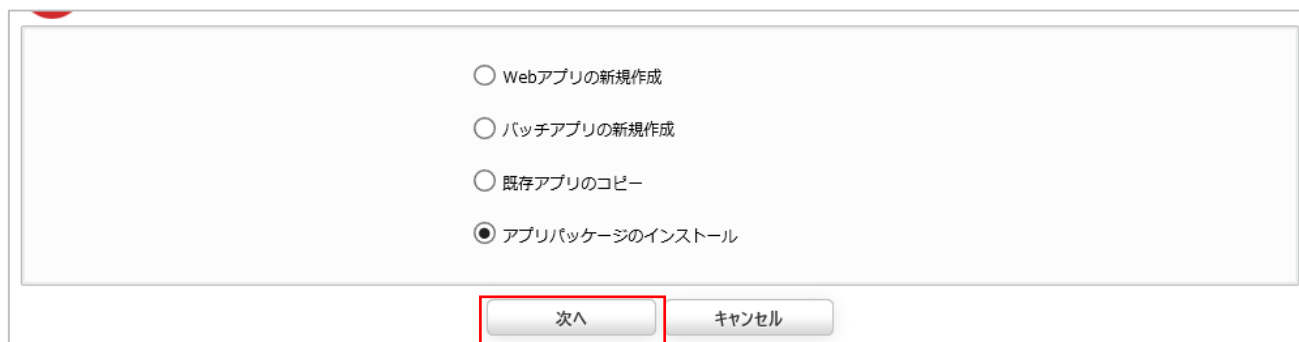 Webアプリの新規作成
バッチアプリの新規作成
既存アプリのコピー
アプリパッケージのインストール
次へ キャンセル